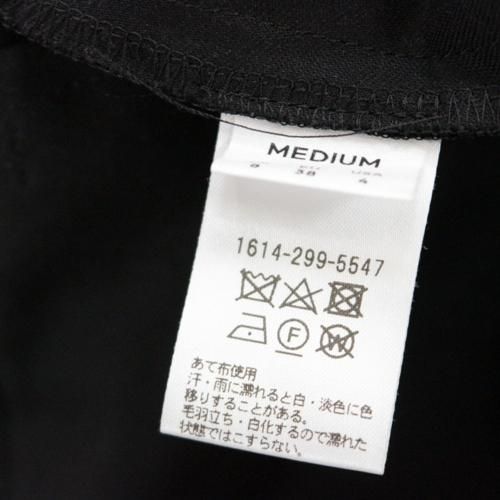 MEDIUM
38 4
1614-299-5547
F
W
あて布使用
汗・雨に濡れると白・淡色に色
移りすることがある。
毛羽立ち・白化するので濡れた
状態ではこすらない。